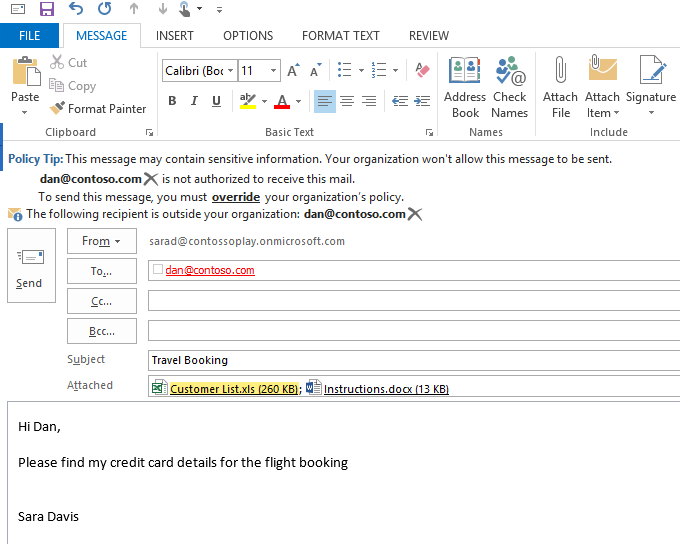 FILE MESSAGE INSERT OPTIONS FORMAT TEXT REVIEW
Paste
Cut
Copy
Format Painter
Clipboard
Calibri (Boc 11 A A
B I U ab A
Basic Text
Address Book
Check Names
Names
Attach File
Attach Item
Signature
Include
Policy Tip: This message may contain sensitive information. Your organization won't allow this message to be sent.
dan@contoso.com is not authorized to receive this mail.
To send this message, you must override your organization's policy.
The following recipient is outside your organization: dan@contoso.com
Send
From sarad@contossoplay.onmicrosoft.com
To... dan@contoso.com
Cc...
Bcc...
Subject Travel Booking
Attached Customer List.xls (260 KB); Instructions.docx (13 KB)
Hi Dan,
Please find my credit card details for the flight booking
Sara Davis